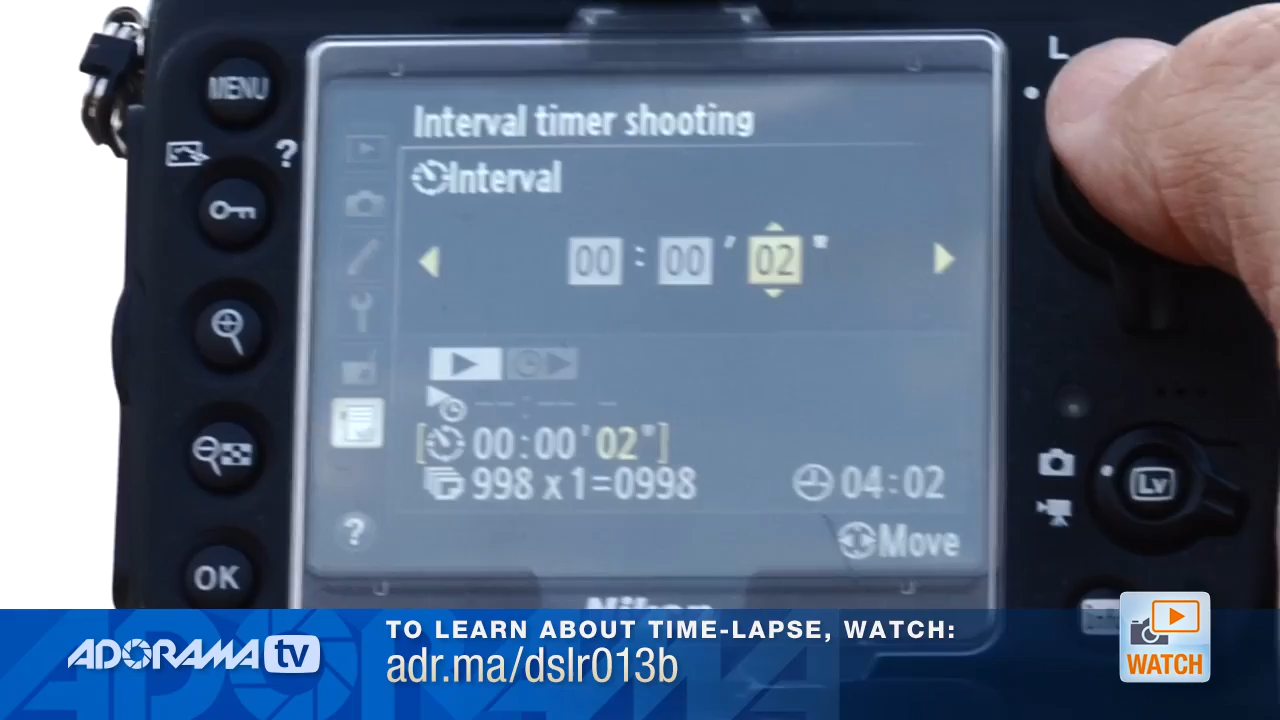 MENU
?
L
Interval timer shooting
Interval
00 : 00 ' 02 "
-- : -- --
[00:00'02"]
998 x 1=0998
04:02
?
Move
Lv
OK
Nikon
ADORAMA tv
TO LEARN ABOUT TIME-LAPSE, WATCH:
adr.ma/dslr013b
WATCH